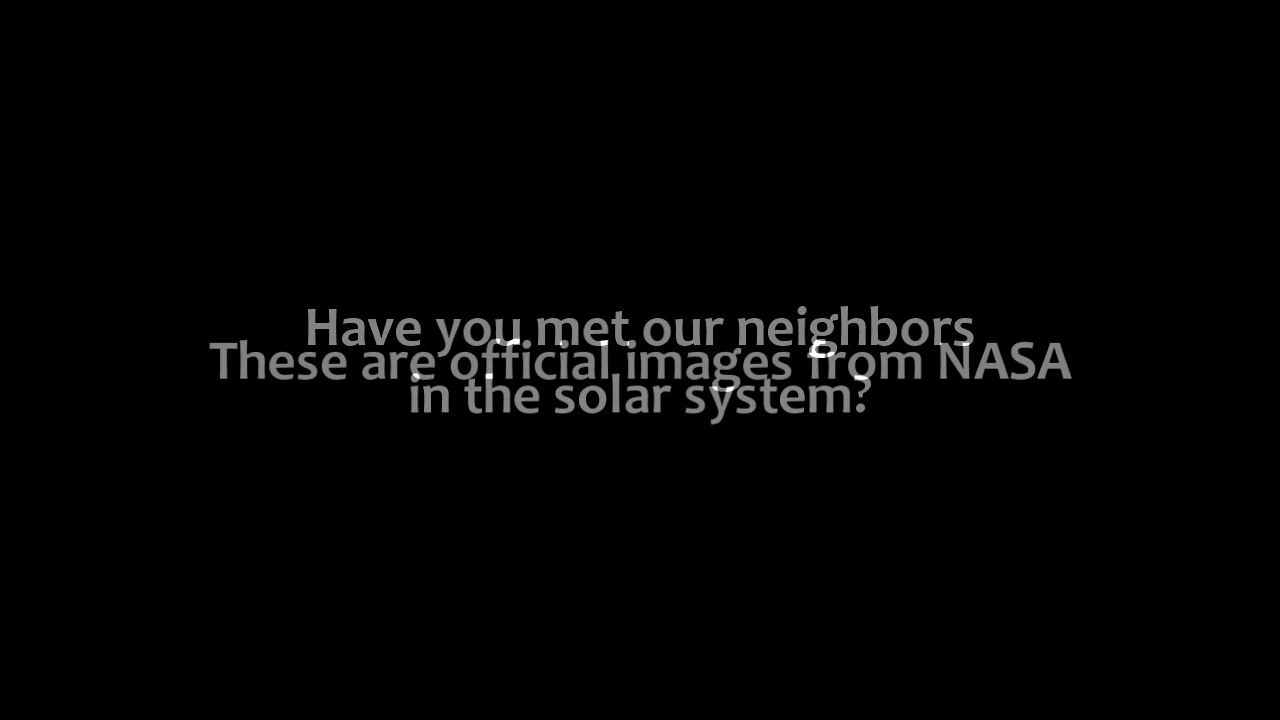 Have you met our neighbors
These are official images from NASA
in the solar system?